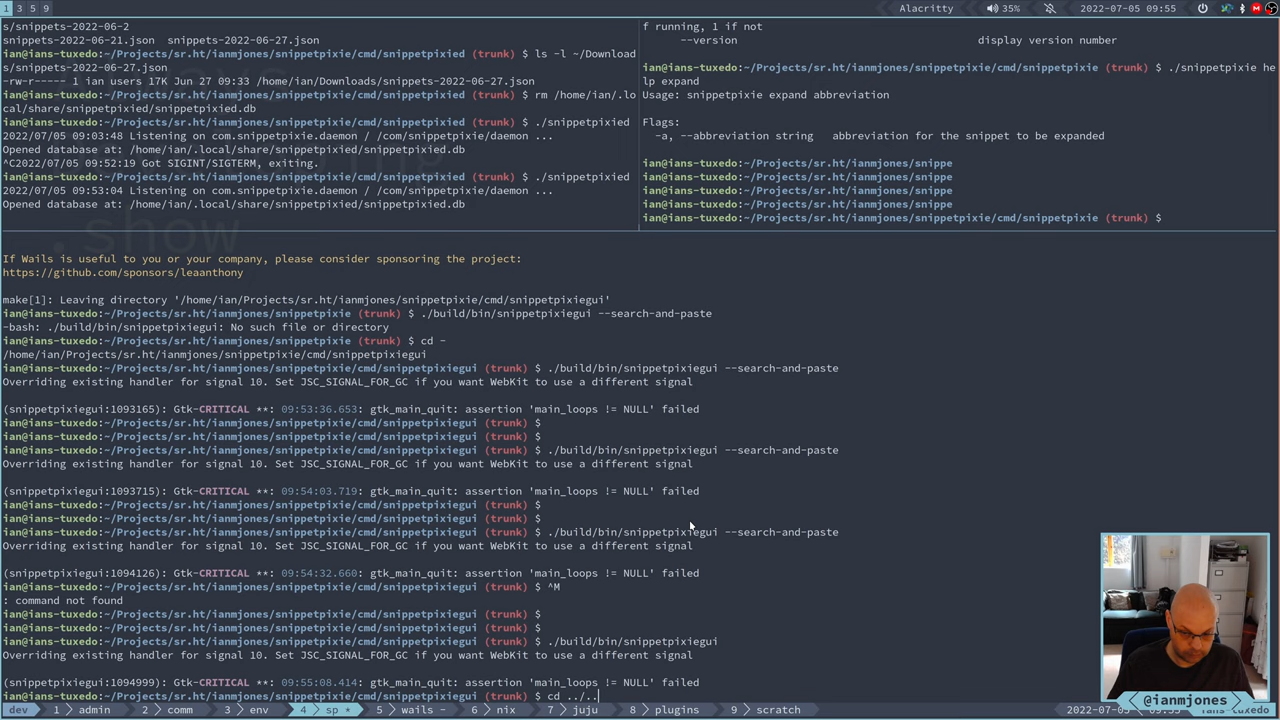 1 3 5 9
Alacritty 35% 2022-07-05 09:55
s/snippets-2022-06-2
snippets-2022-06-21.json snippets-2022-06-27.json
ian@ians-tuxedo:~/Projects/sr.ht/ianmjones/snippetpixie/cmd/snippetpixied (trunk) $ ls -l ~/Download
s/snippets-2022-06-27.json
-rw-r----- 1 ian users 17K Jun 27 09:33 /home/ian/Downloads/snippets-2022-06-27.json
ian@ians-tuxedo:~/Projects/sr.ht/ianmjones/snippetpixie/cmd/snippetpixied (trunk) $ rm /home/ian/.lo
cal/share/snippetpixied/snippetpixied.db
ian@ians-tuxedo:~/Projects/sr.ht/ianmjones/snippetpixie/cmd/snippetpixied (trunk) $ ./snippetpixied
2022/07/05 09:03:48 Listening on com.snippetpixie.daemon / /com/snippetpixie/daemon ...
Opened database at: /home/ian/.local/share/snippetpixied/snippetpixied.db
^C2022/07/05 09:52:19 Got SIGINT/SIGTERM, exiting.
ian@ians-tuxedo:~/Projects/sr.ht/ianmjones/snippetpixie/cmd/snippetpixied (trunk) $ ./snippetpixied
2022/07/05 09:53:04 Listening on com.snippetpixie.daemon / /com/snippetpixie/daemon ...
Opened database at: /home/ian/.local/share/snippetpixied/snippetpixied.db
.show
f running, 1 if not
--version display version number
ian@ians-tuxedo:~/Projects/sr.ht/ianmjones/snippetpixie/cmd/snippetpixie (trunk) $ ./snippetpixie he
lp expand
Usage: snippetpixie expand abbreviation
Flags:
-a, --abbreviation string abbreviation for the snippet to be expanded
ian@ians-tuxedo:~/Projects/sr.ht/ianmjones/snippe
ian@ians-tuxedo:~/Projects/sr.ht/ianmjones/snippe
ian@ians-tuxedo:~/Projects/sr.ht/ianmjones/snippe
ian@ians-tuxedo:~/Projects/sr.ht/ianmjones/snippe
ian@ians-tuxedo:~/Projects/sr.ht/ianmjones/snippetpixie/cmd/snippetpixie (trunk) $
If Wails is useful to you or your company, please consider sponsoring the project:
https://github.com/sponsors/leaanthony
make[1]: Leaving directory '/home/ian/Projects/sr.ht/ianmjones/snippetpixie/cmd/snippetpixiegui'
ian@ians-tuxedo:~/Projects/sr.ht/ianmjones/snippetpixie (trunk) $ ./build/bin/snippetpixiegui --search-and-paste
-bash: ./build/bin/snippetpixiegui: No such file or directory
ian@ians-tuxedo:~/Projects/sr.ht/ianmjones/snippetpixie (trunk) $ cd -
/home/ian/Projects/sr.ht/ianmjones/snippetpixie/cmd/snippetpixiegui
ian@ians-tuxedo:~/Projects/sr.ht/ianmjones/snippetpixie/cmd/snippetpixiegui (trunk) $ ./build/bin/snippetpixiegui --search-and-paste
Overriding existing handler for signal 10. Set JSC_SIGNAL_FOR_GC if you want WebKit to use a different signal
(snippetpixiegui:1093165): Gtk-CRITICAL **: 09:53:36.653: gtk_main_quit: assertion 'main_loops != NULL' failed
ian@ians-tuxedo:~/Projects/sr.ht/ianmjones/snippetpixie/cmd/snippetpixiegui (trunk) $
ian@ians-tuxedo:~/Projects/sr.ht/ianmjones/snippetpixie/cmd/snippetpixiegui (trunk) $
ian@ians-tuxedo:~/Projects/sr.ht/ianmjones/snippetpixie/cmd/snippetpixiegui (trunk) $ ./build/bin/snippetpixiegui --search-and-paste
Overriding existing handler for signal 10. Set JSC_SIGNAL_FOR_GC if you want WebKit to use a different signal
(snippetpixiegui:1093715): Gtk-CRITICAL **: 09:54:03.719: gtk_main_quit: assertion 'main_loops != NULL' failed
ian@ians-tuxedo:~/Projects/sr.ht/ianmjones/snippetpixie/cmd/snippetpixiegui (trunk) $
ian@ians-tuxedo:~/Projects/sr.ht/ianmjones/snippetpixie/cmd/snippetpixiegui (trunk) $
ian@ians-tuxedo:~/Projects/sr.ht/ianmjones/snippetpixie/cmd/snippetpixiegui (trunk) $ ./build/bin/snippetpixiegui --search-and-paste
Overriding existing handler for signal 10. Set JSC_SIGNAL_FOR_GC if you want WebKit to use a different signal
(snippetpixiegui:1094126): Gtk-CRITICAL **: 09:54:32.660: gtk_main_quit: assertion 'main_loops != NULL' failed
ian@ians-tuxedo:~/Projects/sr.ht/ianmjones/snippetpixie/cmd/snippetpixiegui (trunk) $ ^M
: command not found
ian@ians-tuxedo:~/Projects/sr.ht/ianmjones/snippetpixie/cmd/snippetpixiegui (trunk) $
ian@ians-tuxedo:~/Projects/sr.ht/ianmjones/snippetpixie/cmd/snippetpixiegui (trunk) $
ian@ians-tuxedo:~/Projects/sr.ht/ianmjones/snippetpixie/cmd/snippetpixiegui (trunk) $ ./build/bin/snippetpixiegui
Overriding existing handler for signal 10. Set JSC_SIGNAL_FOR_GC if you want WebKit to use a different signal
(snippetpixiegui:1094999): Gtk-CRITICAL **: 09:55:08.414: gtk_main_quit: assertion 'main_loops != NULL' failed
ian@ians-tuxedo:~/Projects/sr.ht/ianmjones/snippetpixie/cmd/snippetpixiegui (trunk) $ cd ../..
@ianmjones
dev 1 admin 2 comm 3 env 4 sp * 5 wails - 6 nix 7 juju 8 plugins 9 scratch 2022-07-0 tuxedo